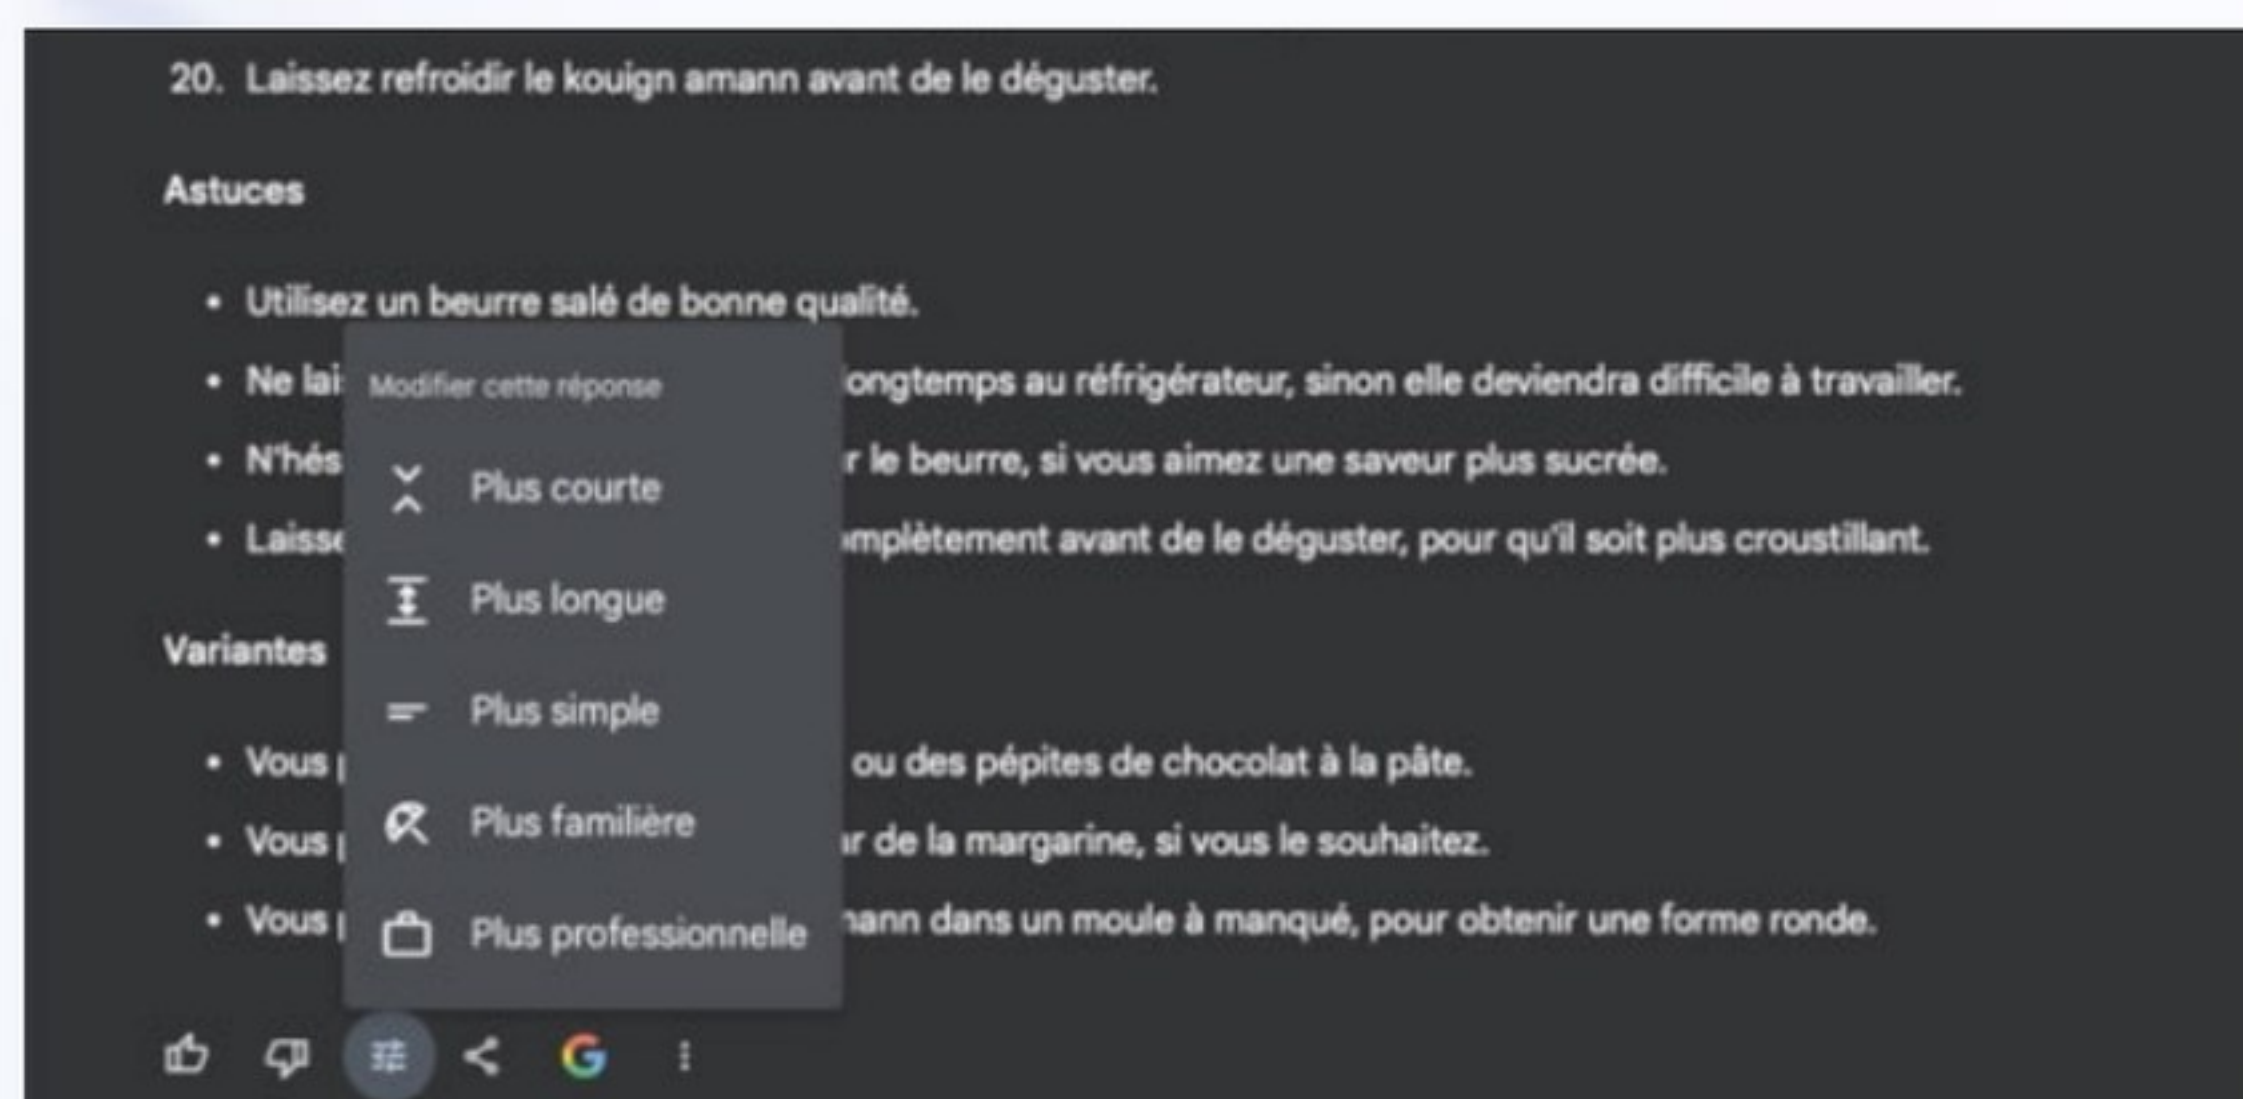 20. Laissez refroidir le kouign amann avant de le déguster.
Astuces
• Utilisez un beurre salé de bonne qualité.
• Ne lai
longtemps au réfrigérateur, sinon elle deviendra difficile à travailler.
• N'hés
r le beurre, si vous aimez une saveur plus sucrée.
• Laisse
mplètement avant de le déguster, pour qu'il soit plus croustillant.
Variantes
• Vous
ou des pépites de chocolat à la pâte.
• Vous
r de la margarine, si vous le souhaitez.
• Vous
ann dans un moule à manqué, pour obtenir une forme ronde.
Modifier cette réponse
Plus courte
Plus longue
Plus simple
Plus familière
Plus professionnelle